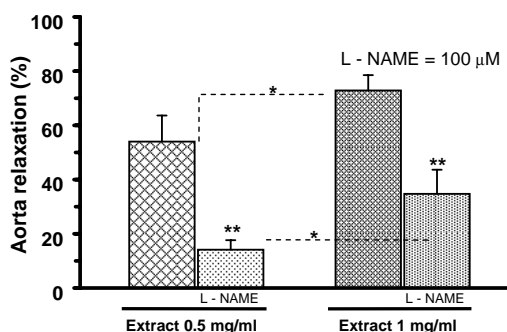 100
L - NAME = 100 μM
80
*
60
**
40
**
20
*
0
Aorta relaxation (%)
L - NAME
L - NAME
Extract 0.5 mg/ml
Extract 1 mg/ml